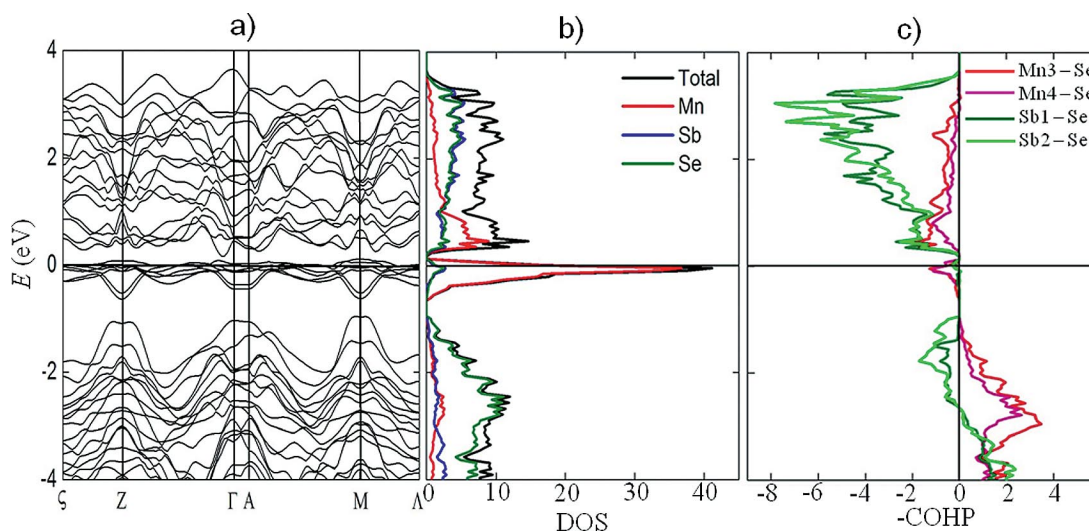 a)
b)
c)
4
2
0
-2
-4
E (eV)
ς Z Γ A M Λ
Total
Mn
Sb
Se
0 10 20 30 40
DOS
Mn3–Se
Mn4–Se
Sb1–Se
Sb2–Se
-8 -6 -4 -2 0 2 4
-COHP